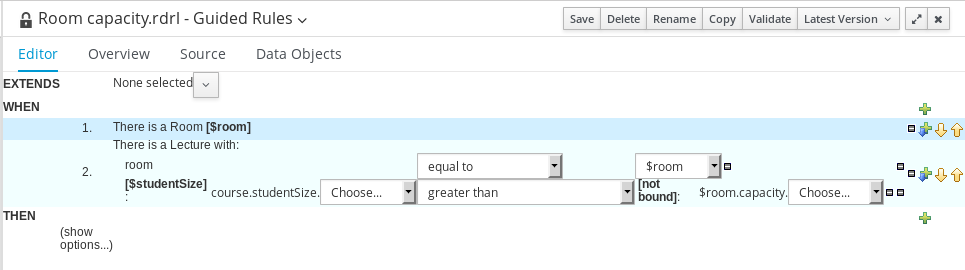 Room capacity.rdrl - Guided Rules
Save Delete Rename Copy Validate Latest Version
Editor Overview Source Data Objects
EXTENDS None selected
WHEN
1. There is a Room [$room]
There is a Lecture with:
2. room equal to $room
[$studentSize] : course.studentSize. Choose... greater than [not bound]: $room.capacity. Choose...
THEN
(show
options...)